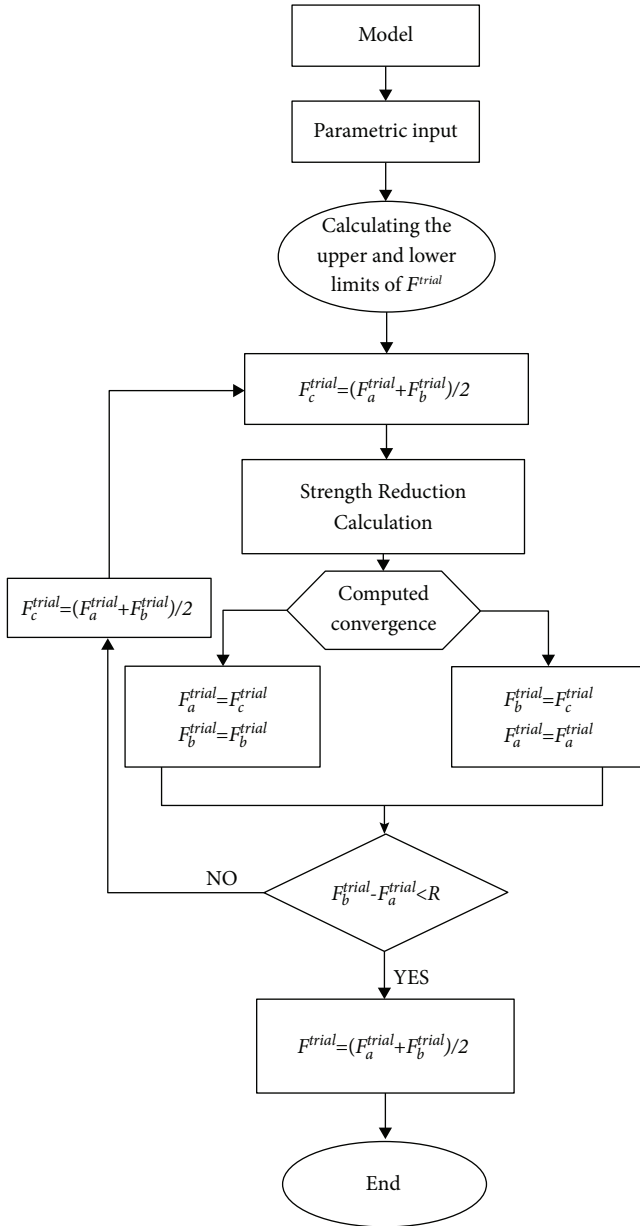 Model
Parametric input
Calculating the
upper and lower
limits of F^{trial}
F_c^{trial}=(F_a^{trial}+F_b^{trial})/2
Strength Reduction
Calculation
F_c^{trial}=(F_a^{trial}+F_b^{trial})/2
Computed
convergence
F_a^{trial}=F_c^{trial}
F_b^{trial}=F_b^{trial}
F_b^{trial}=F_c^{trial}
F_a^{trial}=F_a^{trial}
NO
F_b^{trial}-F_a^{trial}<R
YES
F^{trial}=(F_a^{trial}+F_b^{trial})/2
End